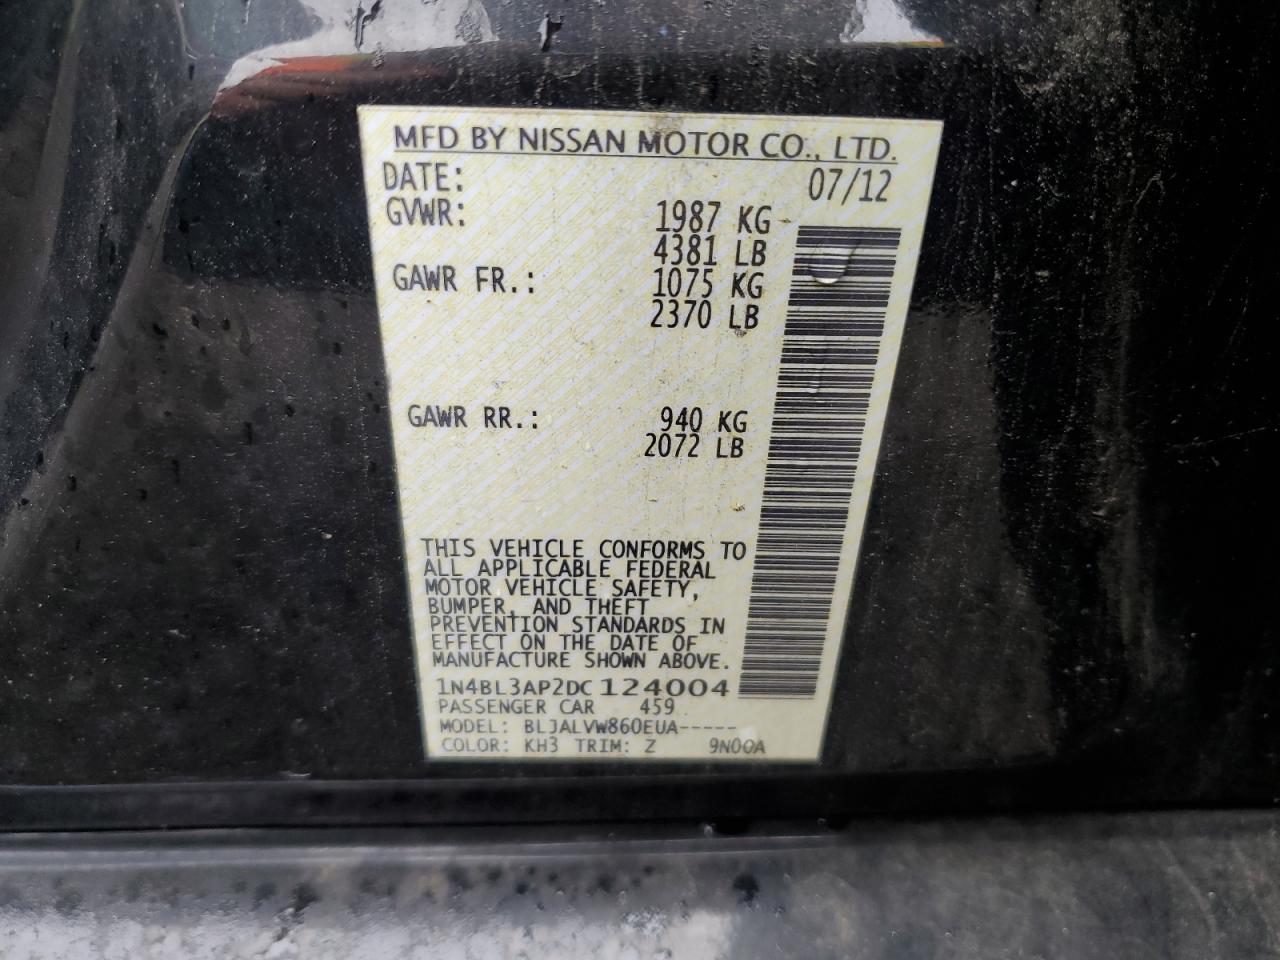 MFD BY NISSAN MOTOR CO., LTD.
DATE: 07/12
GVWR: 1987 KG
4381 LB
GAWR FR.: 1075 KG
2370 LB
GAWR RR.: 940 KG
2072 LB
THIS VEHICLE CONFORMS TO
ALL APPLICABLE FEDERAL
MOTOR VEHICLE SAFETY,
BUMPER, AND THEFT
PREVENTION STANDARDS IN
EFFECT ON THE DATE OF
MANUFACTURE SHOWN ABOVE.
1N4BL3AP2DC124004
PASSENGER CAR 459
MODEL: BLJALVW860EUA-----
COLOR: KH3 TRIM: Z 9N00A